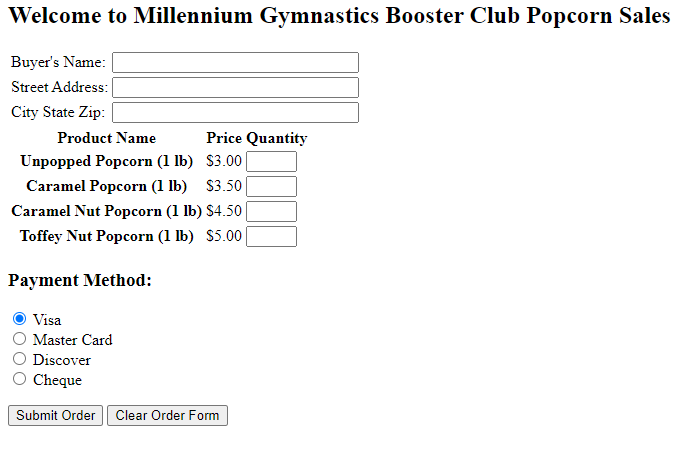 Welcome to Millennium Gymnastics Booster Club Popcorn Sales
Buyer's Name:
Street Address:
City State Zip:
Product Name Price Quantity
Unpopped Popcorn (1 lb) $3.00
Caramel Popcorn (1 lb) $3.50
Caramel Nut Popcorn (1 lb) $4.50
Toffey Nut Popcorn (1 lb) $5.00
Payment Method:
Visa
Master Card
Discover
Cheque
Submit Order Clear Order Form